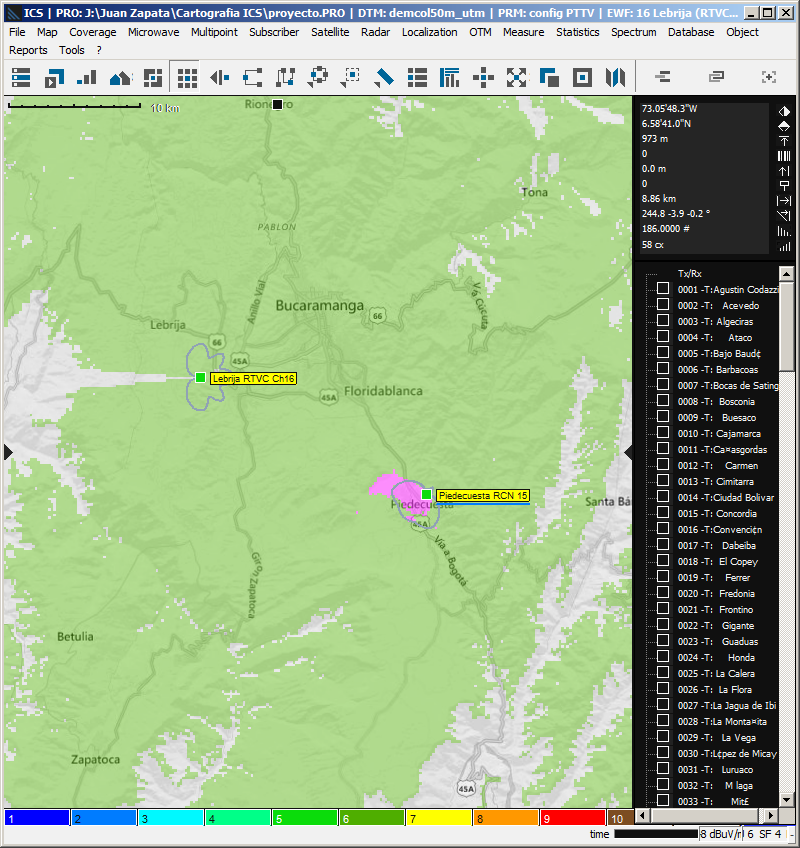 ICS | PRO: J:\Juan Zapata\Cartografia ICS\proyecto.PRO | DTM: demcol50m_utm | PRM: config PTTV | EWF: 16 Lebrija (RTVC...
File Map Coverage Microwave Multipoint Subscriber Satellite Radar Localization OTM Measure Statistics Spectrum Database Object
Reports Tools ?
10 km
Rionegro
Tona
PABLON
Anillo Vial
Vía Cúcuta
Bucaramanga
66
Lebrija
66
45A
Lebrija RTVC Ch16
45A
Floridablanca
Piedecuesta RCN 15
Piedecuesta
45A
Santa Bár
Vía a Bogotá
Giron Zapatoca
Betulia
Zapatoca
45A
73.05'48.3"W
6.58'41.0"N
973 m
0
0.0 m
0
8.86 km
244.8 -3.9 -0.2 °
186.0000 #
58 cx
Tx/Rx
0001 -T:Agustin Codazzi
0002 -T: Acevedo
0003 -T: Algeciras
0004 -T: Ataco
0005 -T:Bajo Baud¢
0006 -T: Barbacoas
0007 -T:Bocas de Sating
0008 -T: Bosconia
0009 -T: Buesaco
0010 -T: Cajamarca
0011 -T:Ca¤asgordas
0012 -T: Carmen
0013 -T: Cimitarra
0014 -T:Ciudad Bolivar
0015 -T: Concordia
0016 -T:Convenci¢n
0017 -T: Dabeiba
0018 -T: El Copey
0019 -T: Ferrer
0020 -T: Fredonia
0021 -T: Frontino
0022 -T: Gigante
0023 -T: Guaduas
0024 -T: Honda
0025 -T: La Calera
0026 -T: La Flora
0027 -T:La Jagua de Ibi
0028 -T:La Monta¤ita
0029 -T: La Vega
0030 -T:L¢pez de Micay
0031 -T: Luruaco
0032 -T: M laga
0033 -T: Mit£
1 2 3 4 5 6 7 8 9 10
time 8 dBuV/m 6 SF 4